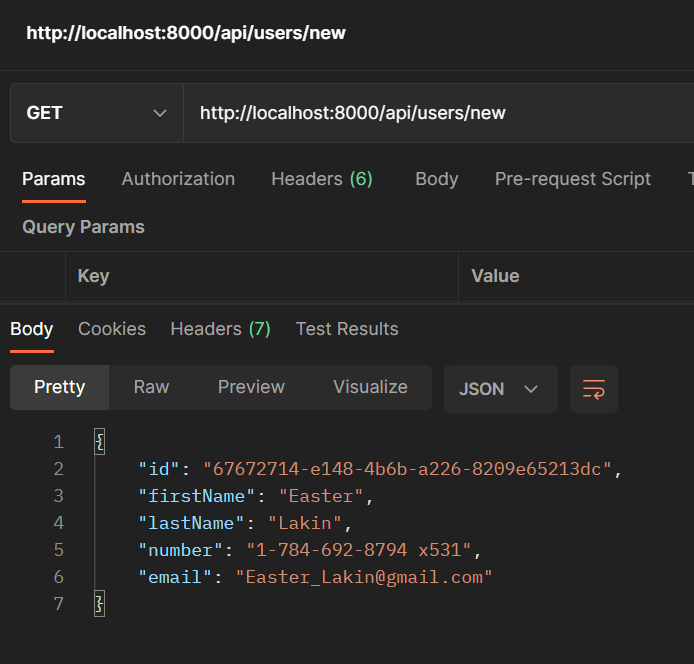 http://localhost:8000/api/users/new
GET http://localhost:8000/api/users/new
Params Authorization Headers (6) Body Pre-request Script
Query Params
Key Value
Body Cookies Headers (7) Test Results
Pretty Raw Preview Visualize JSON
1 {
2 "id": "67672714-e148-4b6b-a226-8209e65213dc",
3 "firstName": "Easter",
4 "lastName": "Lakin",
5 "number": "1-784-692-8794 x531",
6 "email": "Easter_Lakin@gmail.com"
7 }